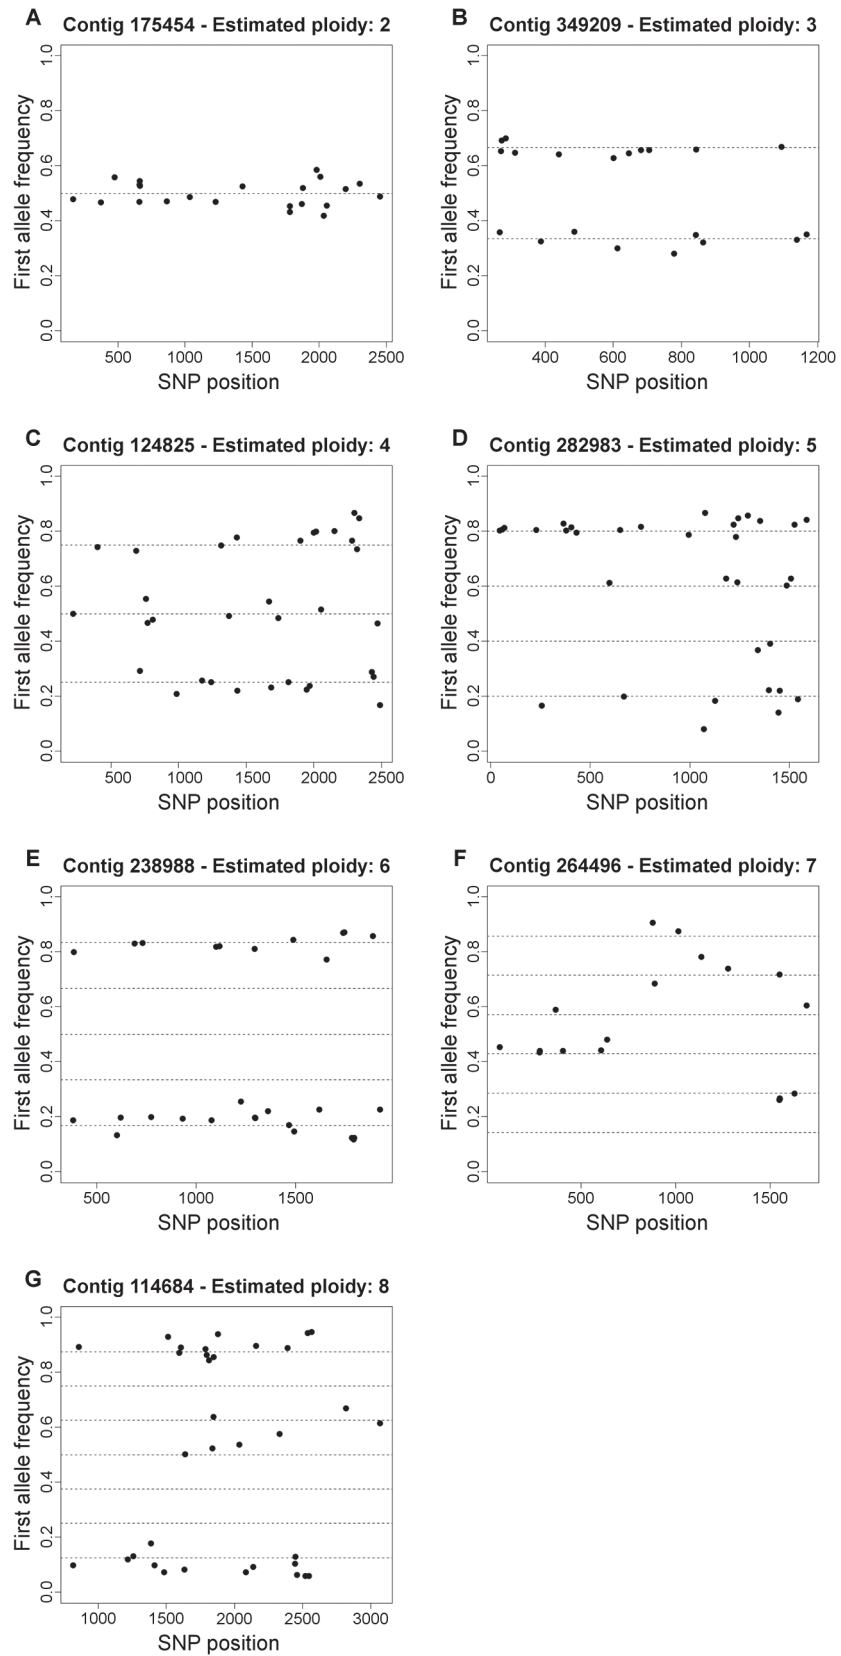 A Contig 175454 - Estimated ploidy: 2
First allele frequency
1.0
0.8
0.6
0.4
0.2
0.0
500 1000 1500 2000 2500
SNP position
B Contig 349209 - Estimated ploidy: 3
First allele frequency
1.0
0.8
0.6
0.4
0.2
0.0
400 600 800 1000 1200
SNP position
C Contig 124825 - Estimated ploidy: 4
First allele frequency
1.0
0.8
0.6
0.4
0.2
0.0
500 1000 1500 2000 2500
SNP position
D Contig 282983 - Estimated ploidy: 5
First allele frequency
1.0
0.8
0.6
0.4
0.2
0.0
0 500 1000 1500
SNP position
E Contig 238988 - Estimated ploidy: 6
First allele frequency
1.0
0.8
0.6
0.4
0.2
0.0
500 1000 1500
SNP position
F Contig 264496 - Estimated ploidy: 7
First allele frequency
1.0
0.8
0.6
0.4
0.2
0.0
500 1000 1500
SNP position
G Contig 114684 - Estimated ploidy: 8
First allele frequency
1.0
0.8
0.6
0.4
0.2
0.0
1000 1500 2000 2500 3000
SNP position